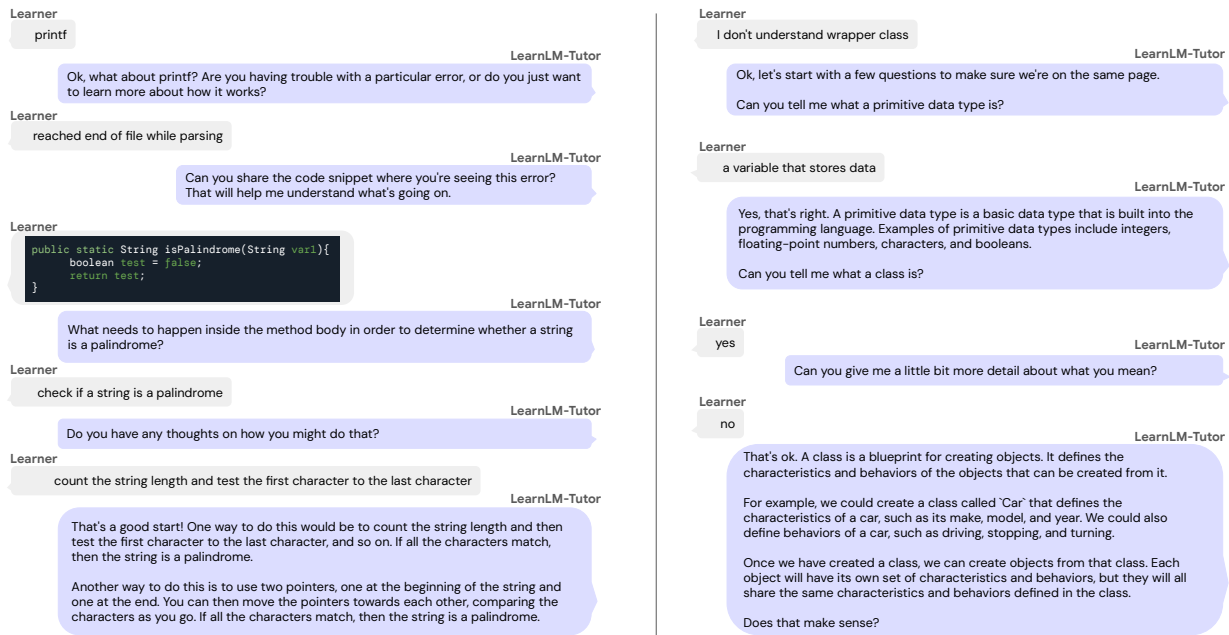 Learner
printf
LearnLM-Tutor
Ok, what about printf? Are you having trouble with a particular error, or do you just want
to learn more about how it works?
Learner
reached end of file while parsing
LearnLM-Tutor
Can you share the code snippet where you're seeing this error?
That will help me understand what's going on.
Learner
public static String isPalindrome(String var1){
boolean test = false;
return test;
}
LearnLM-Tutor
What needs to happen inside the method body in order to determine whether a string
is a palindrome?
Learner
check if a string is a palindrome
LearnLM-Tutor
Do you have any thoughts on how you might do that?
Learner
count the string length and test the first character to the last character
LearnLM-Tutor
That's a good start! One way to do this would be to count the string length and then
test the first character to the last character, and so on. If all the characters match,
then the string is a palindrome.
Another way to do this is to use two pointers, one at the beginning of the string and
one at the end. You can then move the pointers towards each other, comparing the
characters as you go. If all the characters match, then the string is a palindrome.
Learner
I don't understand wrapper class
LearnLM-Tutor
Ok, let's start with a few questions to make sure we're on the same page.
Can you tell me what a primitive data type is?
Learner
a variable that stores data
LearnLM-Tutor
Yes, that's right. A primitive data type is a basic data type that is built into the
programming language. Examples of primitive data types include integers,
floating-point numbers, characters, and booleans.
Can you tell me what a class is?
Learner
yes
LearnLM-Tutor
Can you give me a little bit more detail about what you mean?
Learner
no
LearnLM-Tutor
That's ok. A class is a blueprint for creating objects. It defines the
characteristics and behaviors of the objects that can be created from it.
For example, we could create a class called `Car` that defines the
characteristics of a car, such as its make, model, and year. We could also
define behaviors of a car, such as driving, stopping, and turning.
Once we have created a class, we can create objects from that class. Each
object will have its own set of characteristics and behaviors, but they will all
share the same characteristics and behaviors defined in the class.
Does that make sense?